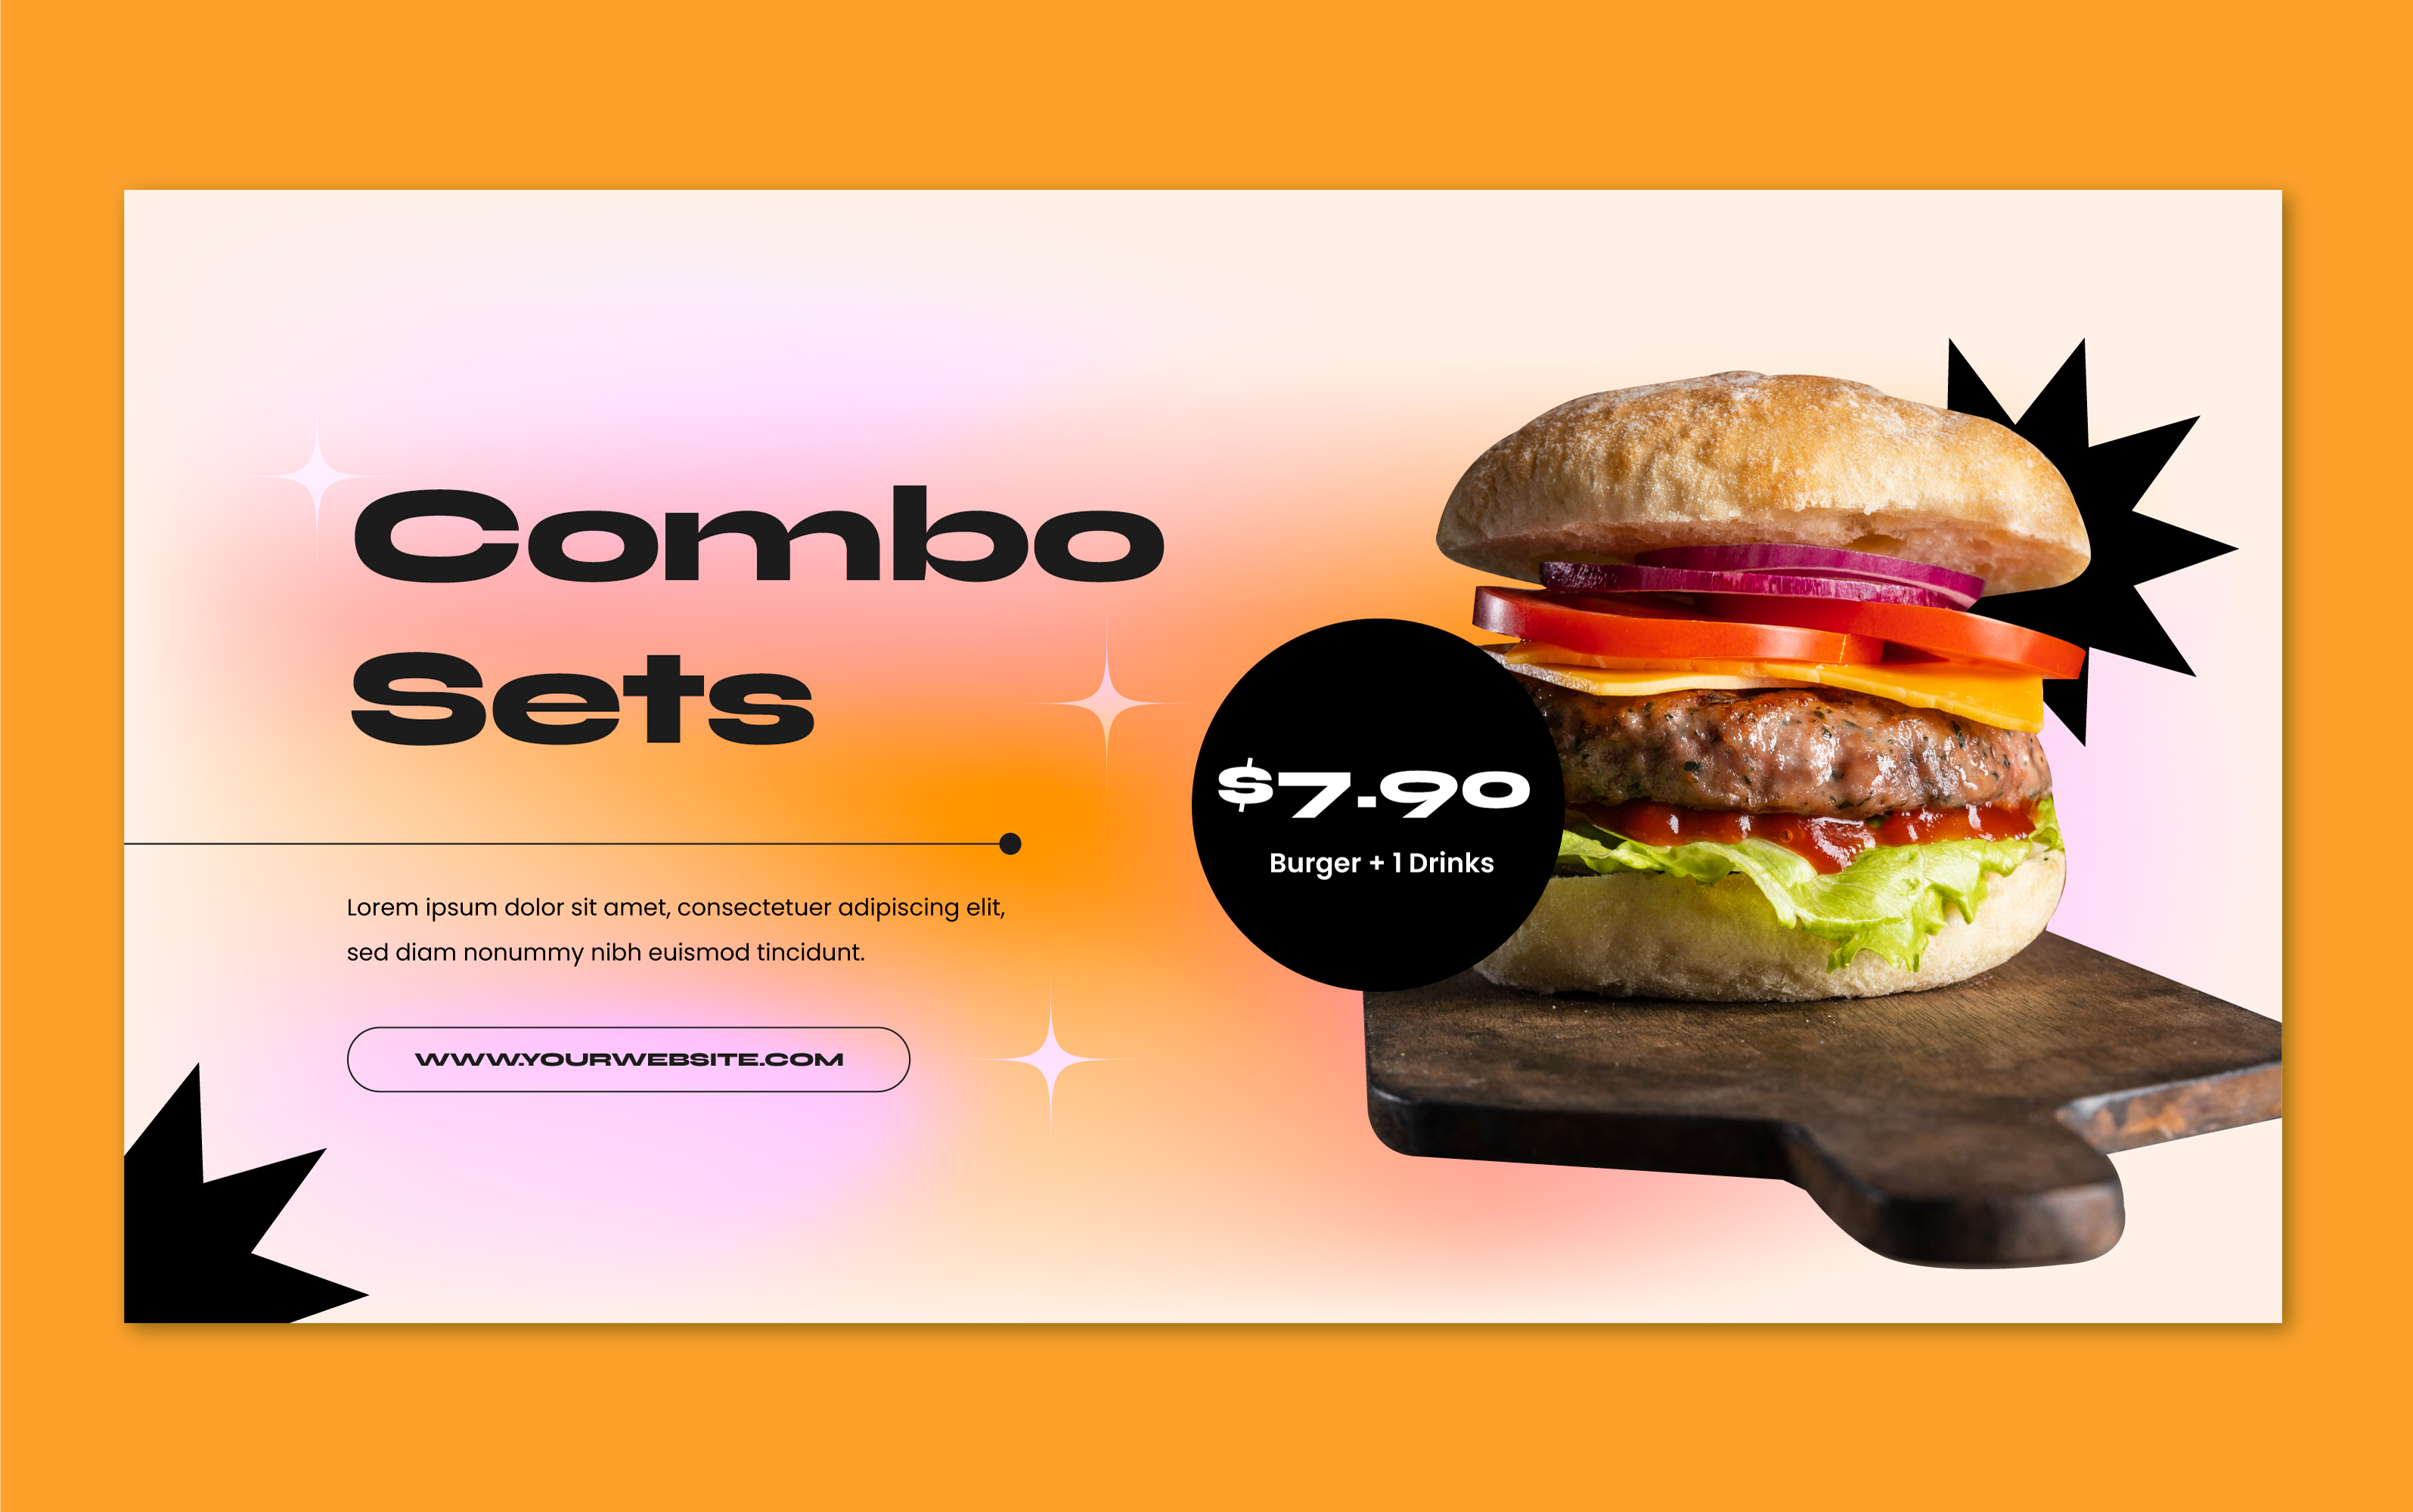 Combo
Sets
Lorem ipsum dolor sit amet, consectetuer adipiscing elit,
sed diam nonummy nibh euismod tincidunt.
WWW.YOURWEBSITE.COM
$7.90
Burger + 1 Drinks